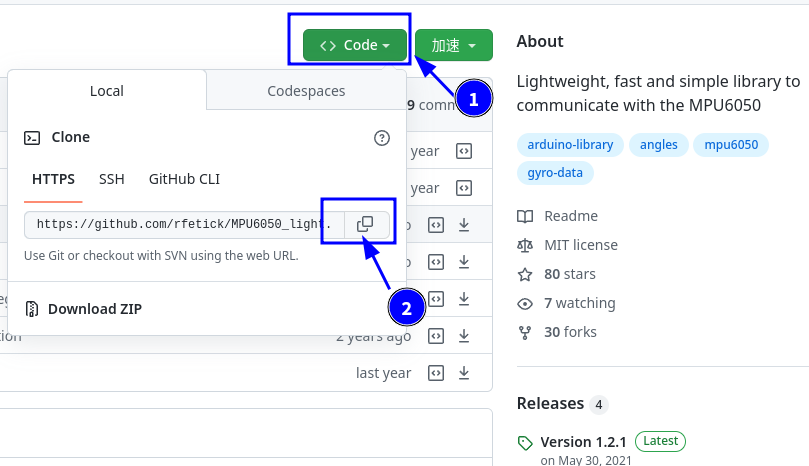 Code
加速
1
Local
Codespaces
9 comm
Clone
year
HTTPS
SSH
GitHub CLI
year
https://github.com/rfetick/MPU6050_light.
Use Git or checkout with SVN using the web URL.
2
Download ZIP
tion
2 years ago
last year
About
Lightweight, fast and simple library to
communicate with the MPU6050
arduino-library
angles
mpu6050
gyro-data
Readme
MIT license
80 stars
7 watching
30 forks
Releases 4
Version 1.2.1 Latest
on May 30, 2021